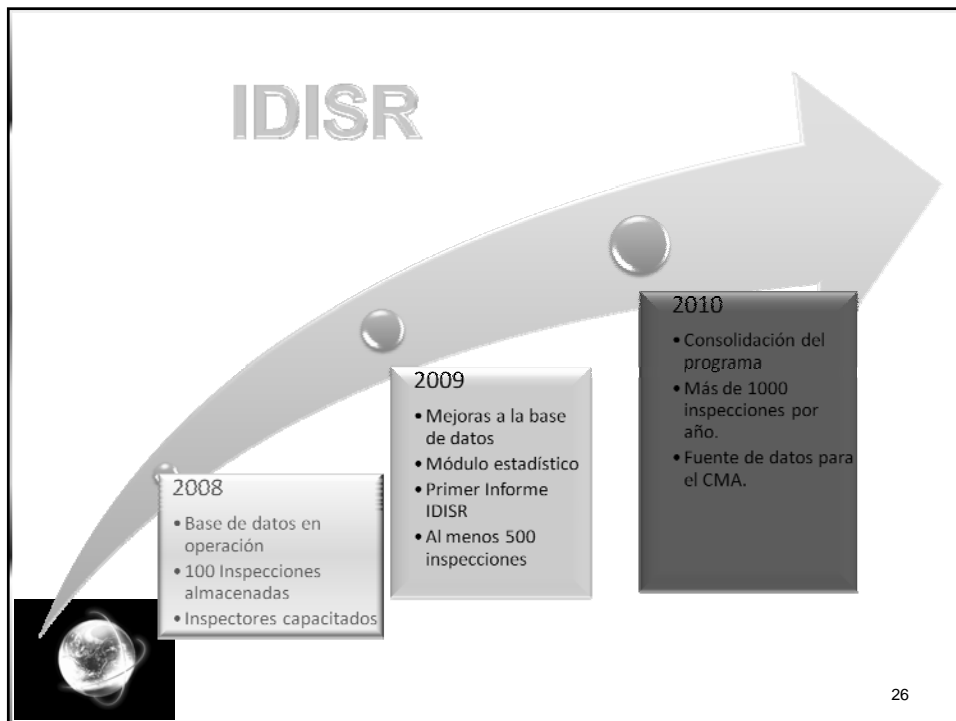 IDISR
2008
• Base de datos en
operación
• 100 Inspecciones
almacenadas
• Inspectores capacitados
2009
• Mejoras a la base
de datos
• Módulo estadístico
• Primer Informe
IDISR
• Al menos 500
inspecciones
2010
• Consolidación del
programa
• Más de 1000
inspecciones por
año.
• Fuente de datos para
el CMA.
26